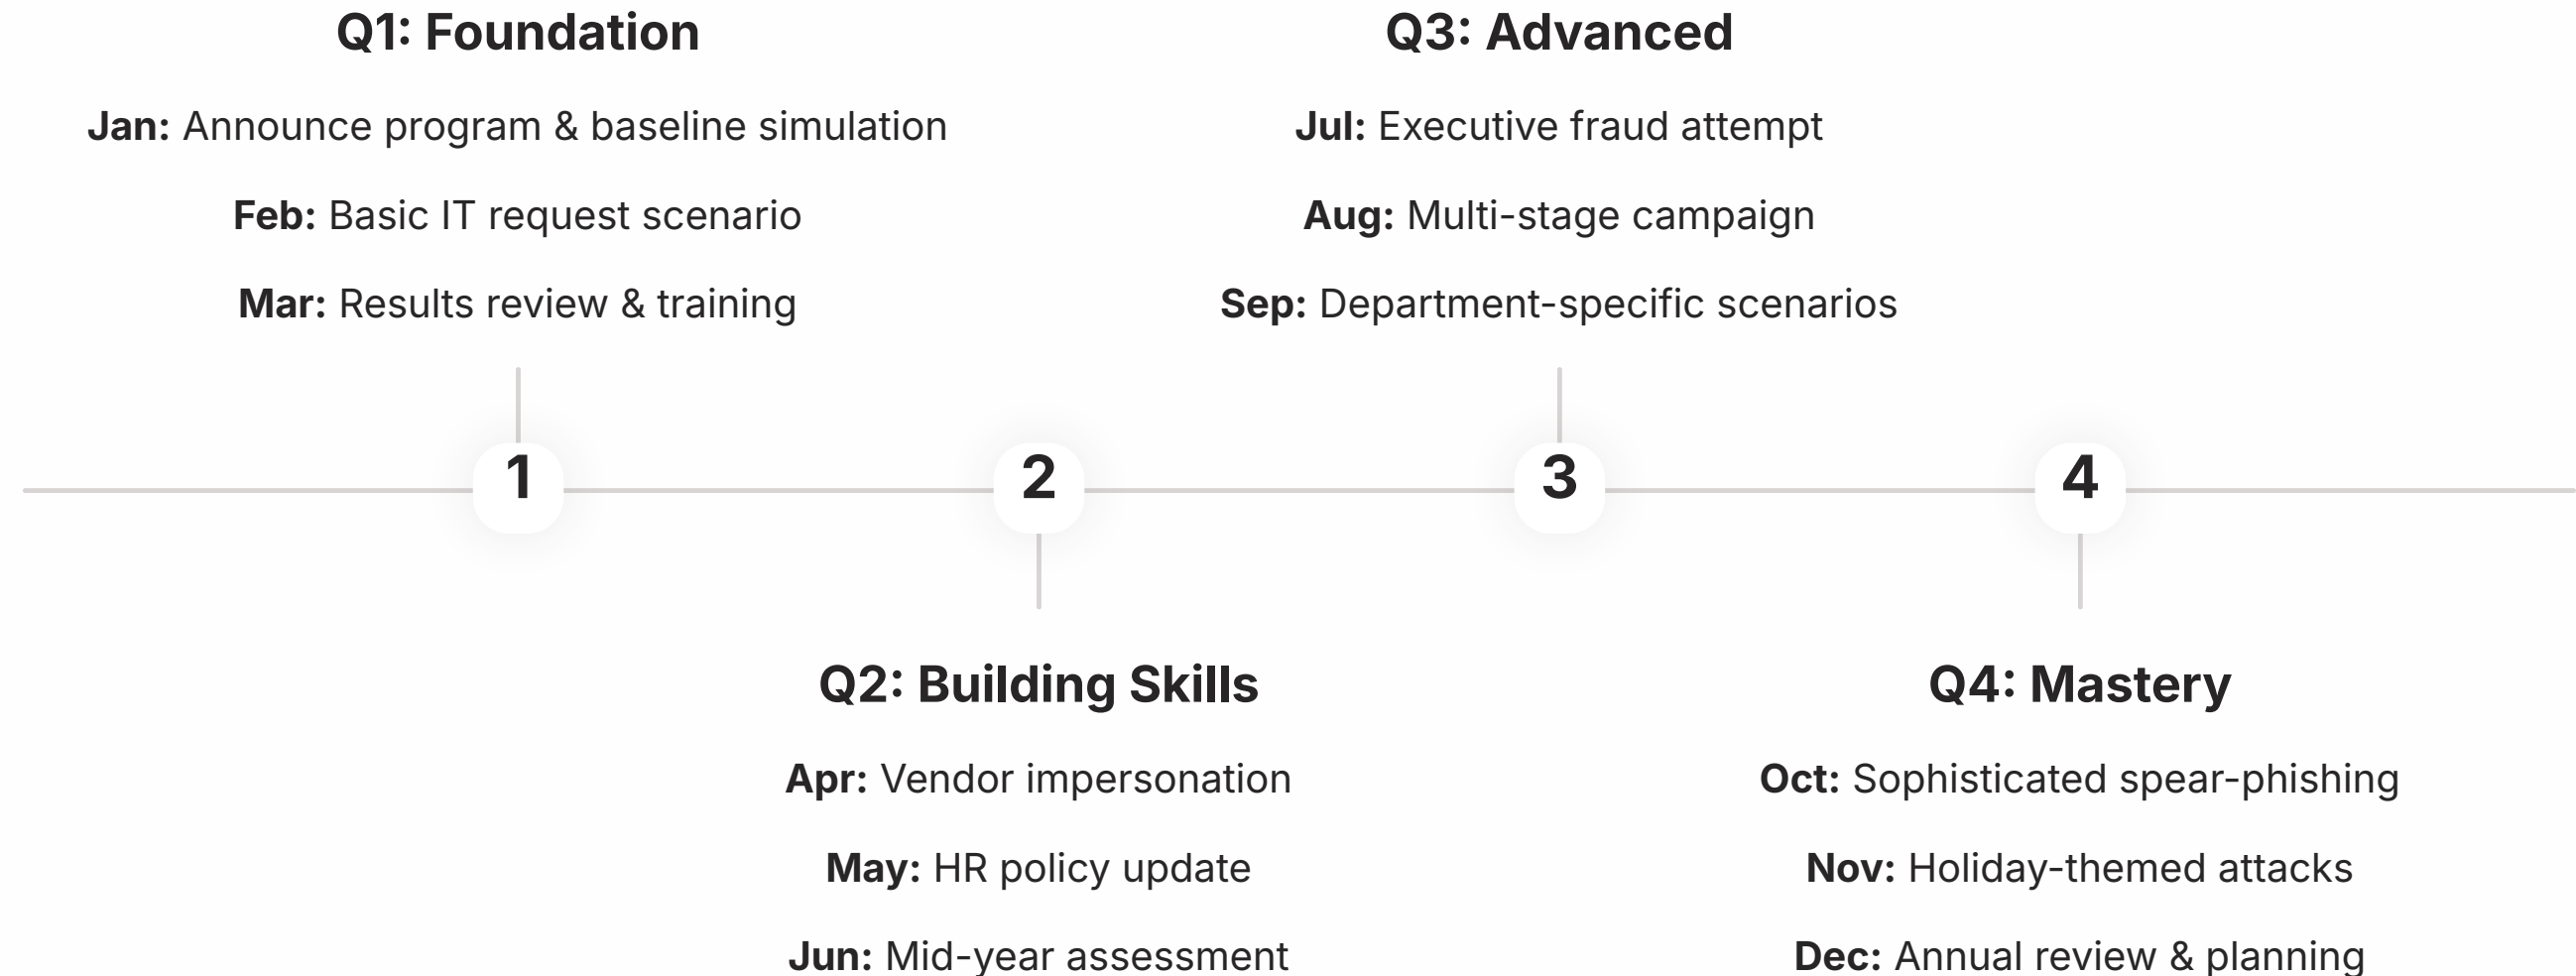 Q1: Foundation
Jan: Announce program & baseline simulation
Feb: Basic IT request scenario
Mar: Results review & training
Q3: Advanced
Jul: Executive fraud attempt
Aug: Multi-stage campaign
Sep: Department-specific scenarios
1
2
3
4
Q2: Building Skills
Apr: Vendor impersonation
May: HR policy update
Jun: Mid-year assessment
Q4: Mastery
Oct: Sophisticated spear-phishing
Nov: Holiday-themed attacks
Dec: Annual review & planning